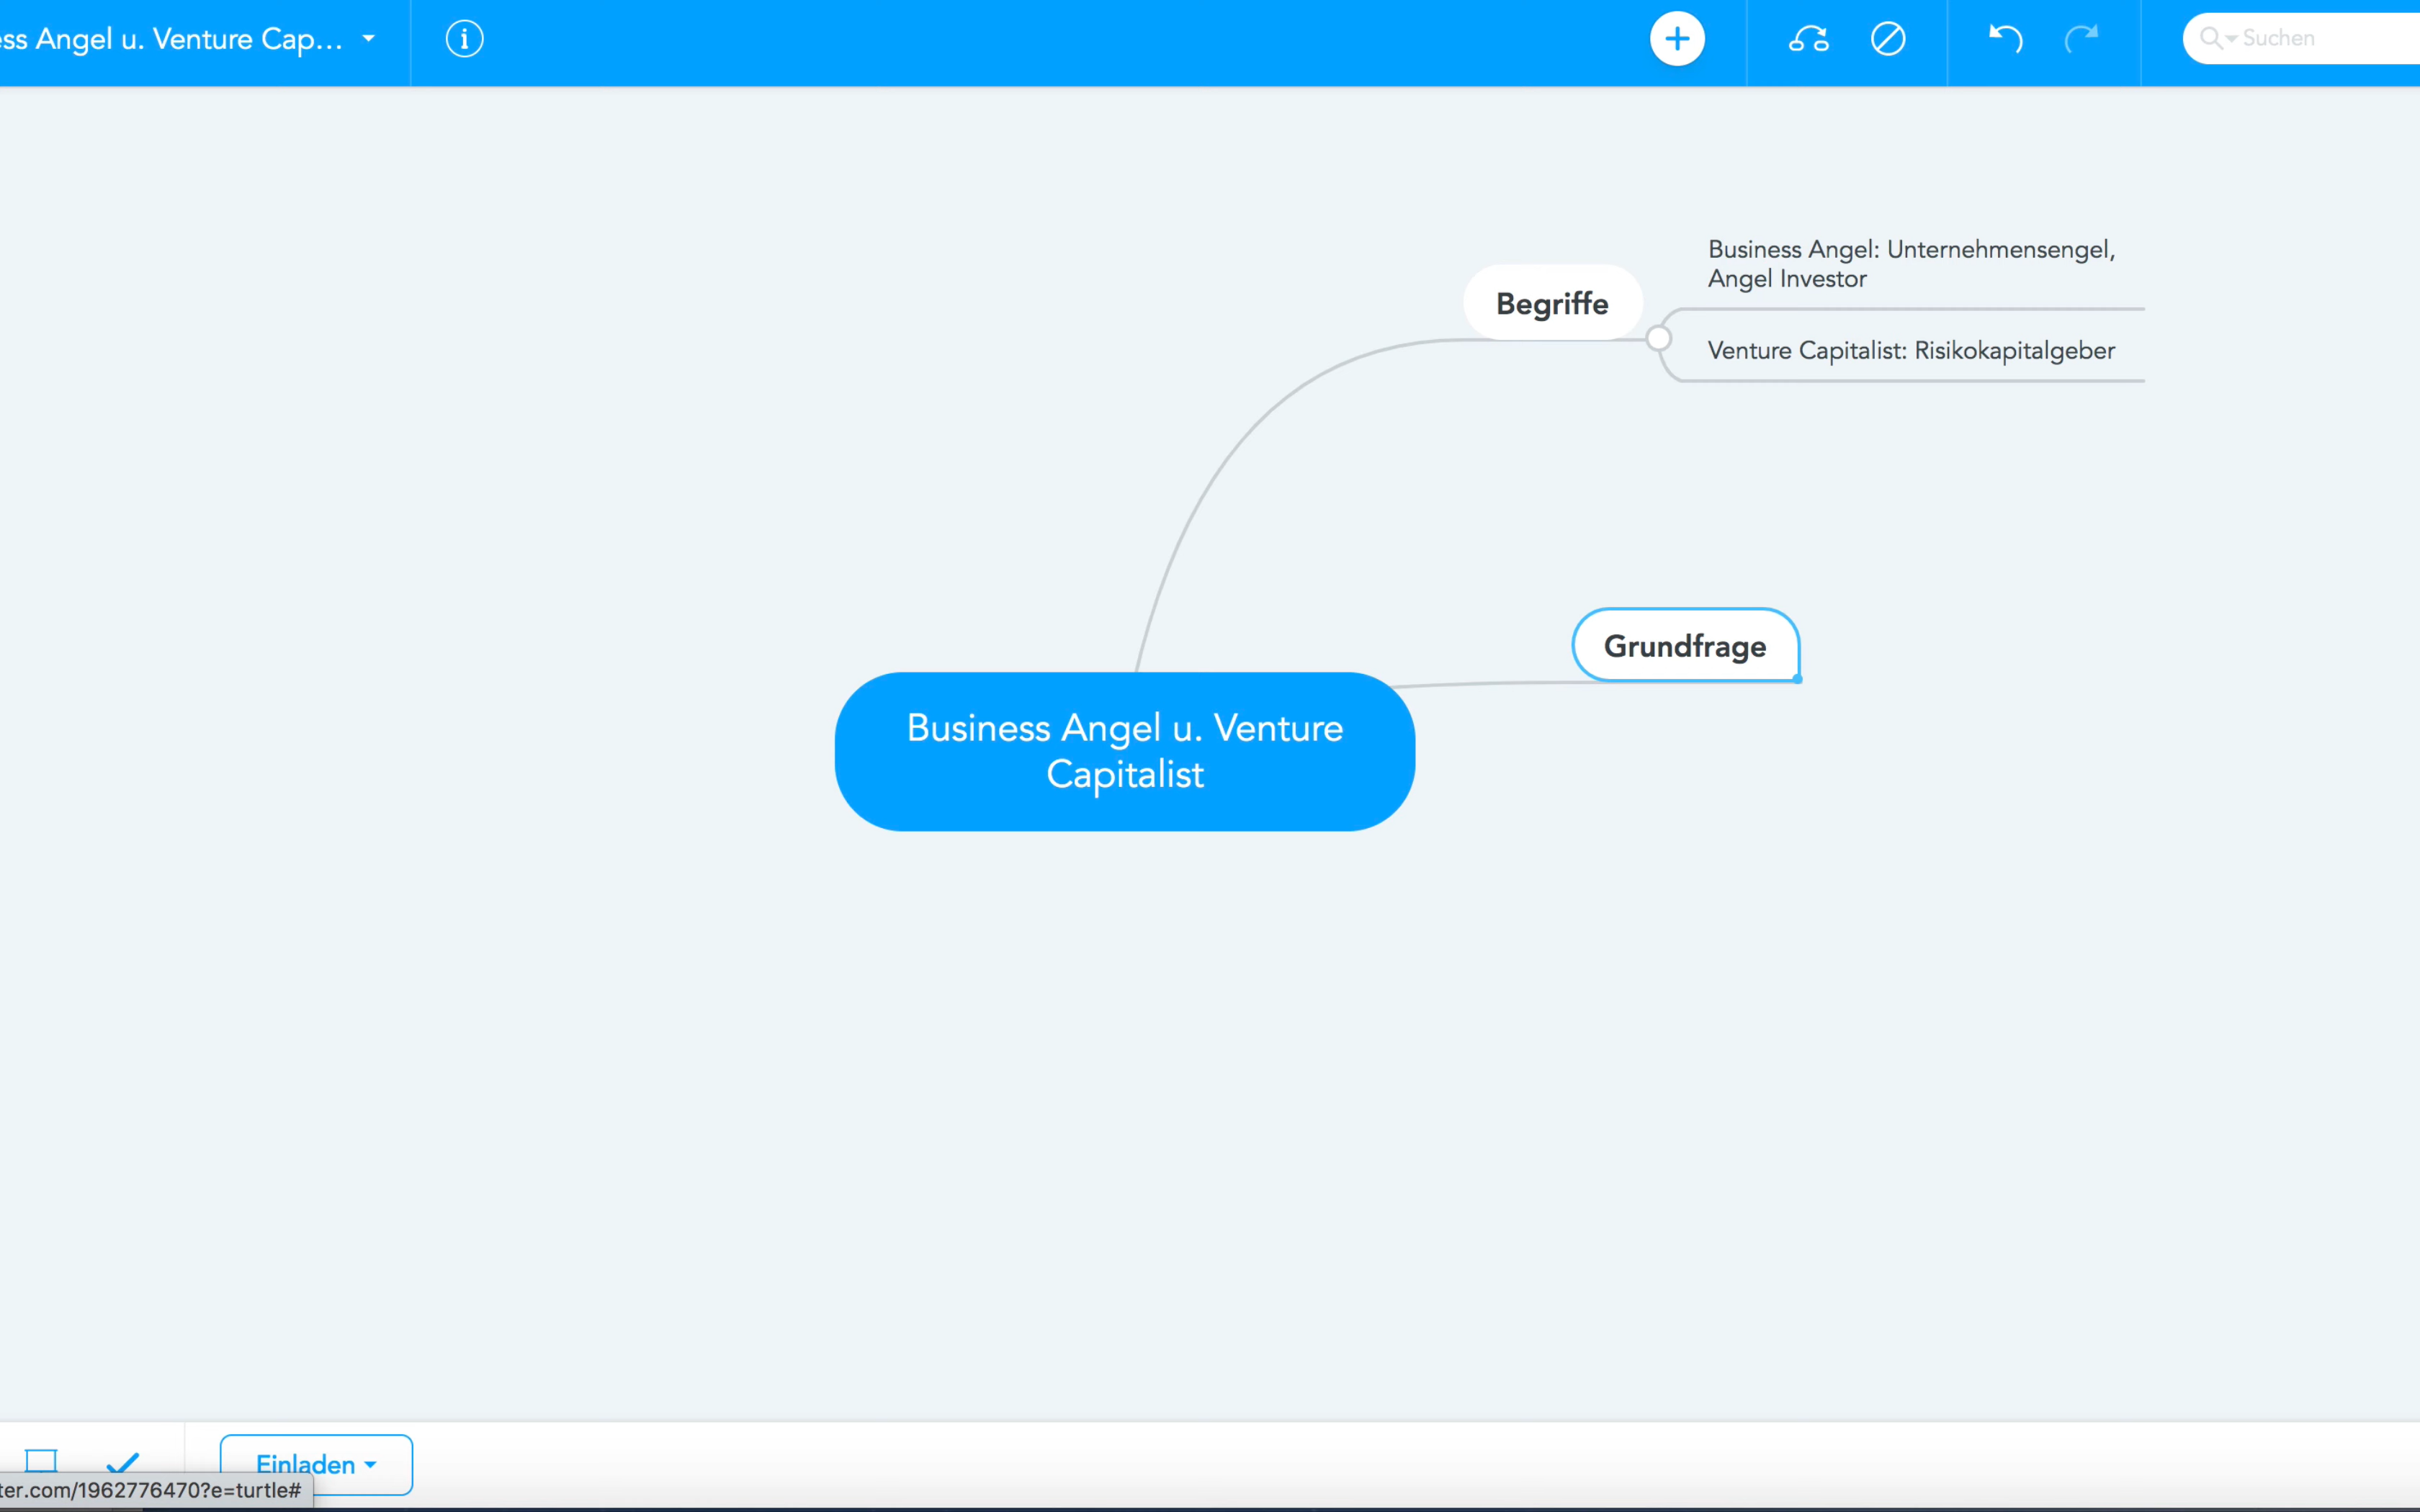 ss Angel u. Venture Cap...
Suchen
Business Angel: Unternehmensengel,
Angel Investor
Begriffe
Venture Capitalist: Risikokapitalgeber
Grundfrage
Business Angel u. Venture
Capitalist
Einladen
ter.com/1962776470?e=turtle#